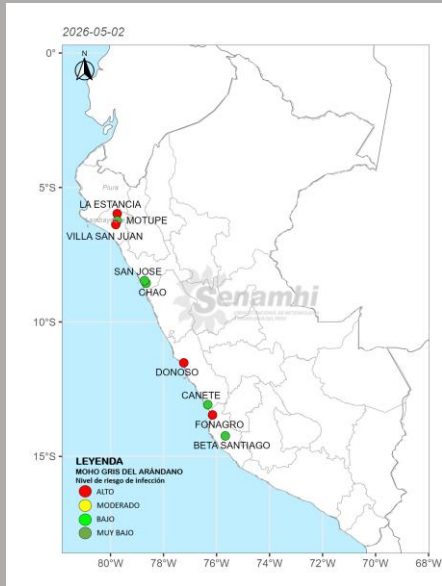 2026-05-02
N
0°
5°S
10°S
15°S
Piura
LA ESTANCIA
MOTUPE
VILLA SAN JUAN
SAN JOSE
CHAO
Senamhi
DONOSO
CANETE
FONAGRO
BETA SANTIAGO
LEYENDA
MOHO GRIS DEL ARÁNDANO
Nivel de riesgo de infección
ALTO
MODERADO
BAJO
MUY BAJO
80°W 78°W 76°W 74°W 72°W 70°W 68°W